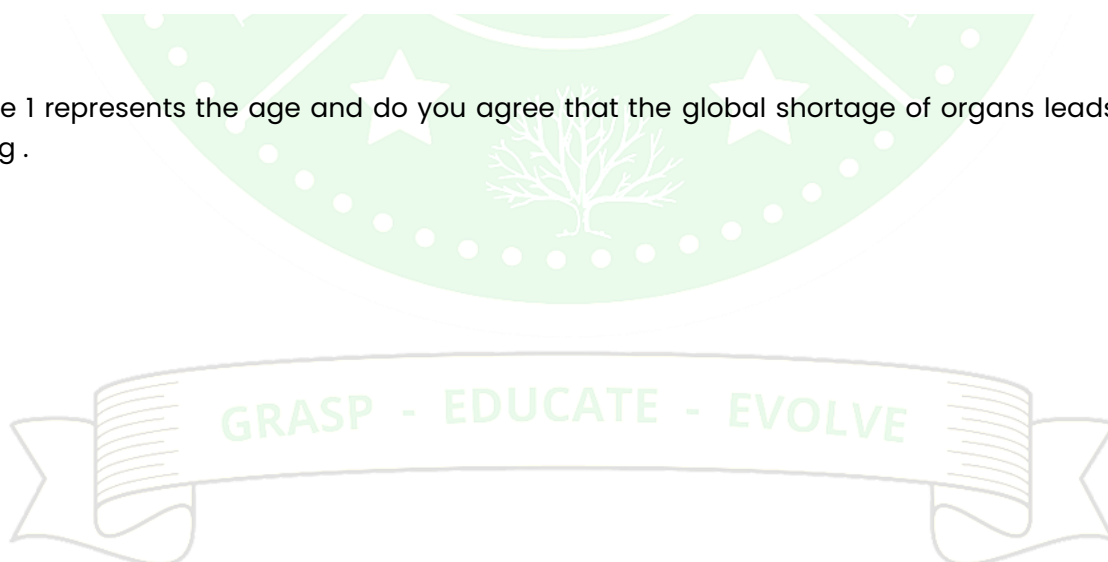 e 1 represents the age and do you agree that the global shortage of organs leads
g .
GRASP - EDUCATE - EVOLVE